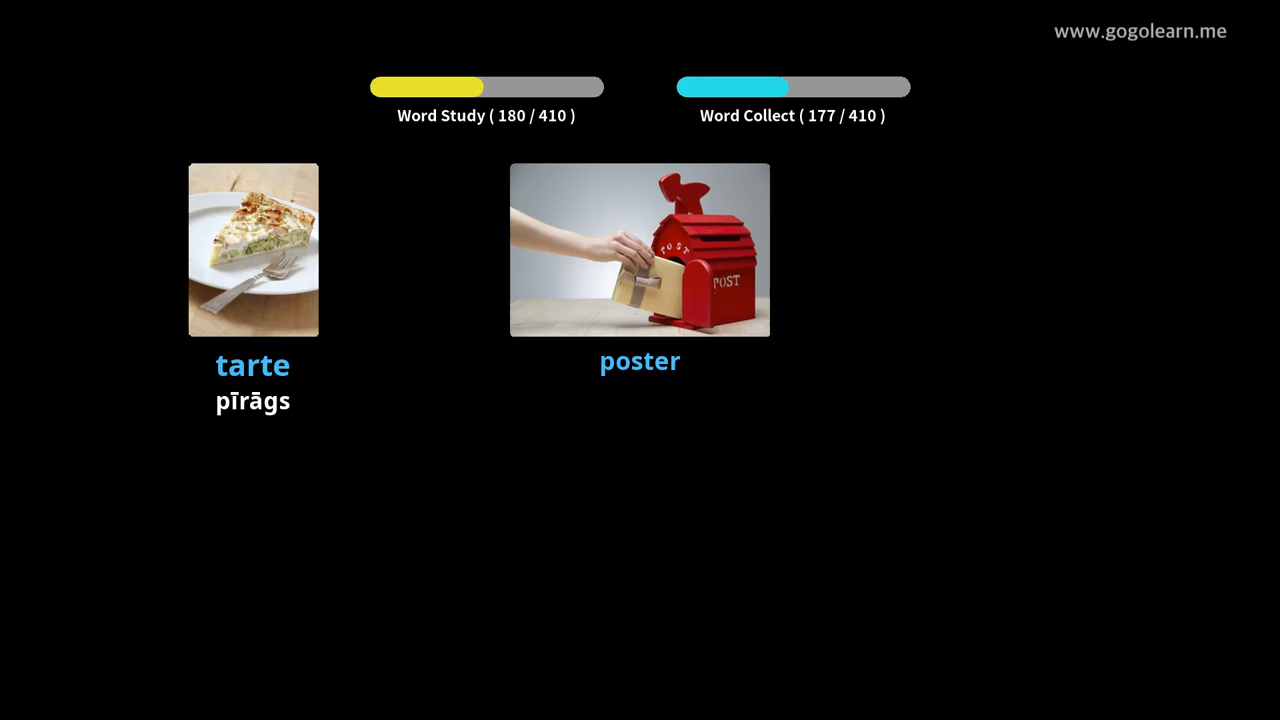 www.gogolearn.me
Word Study ( 180 / 410 )
Word Collect ( 177 / 410 )
POST
POST
tarte
pīrāgs
poster